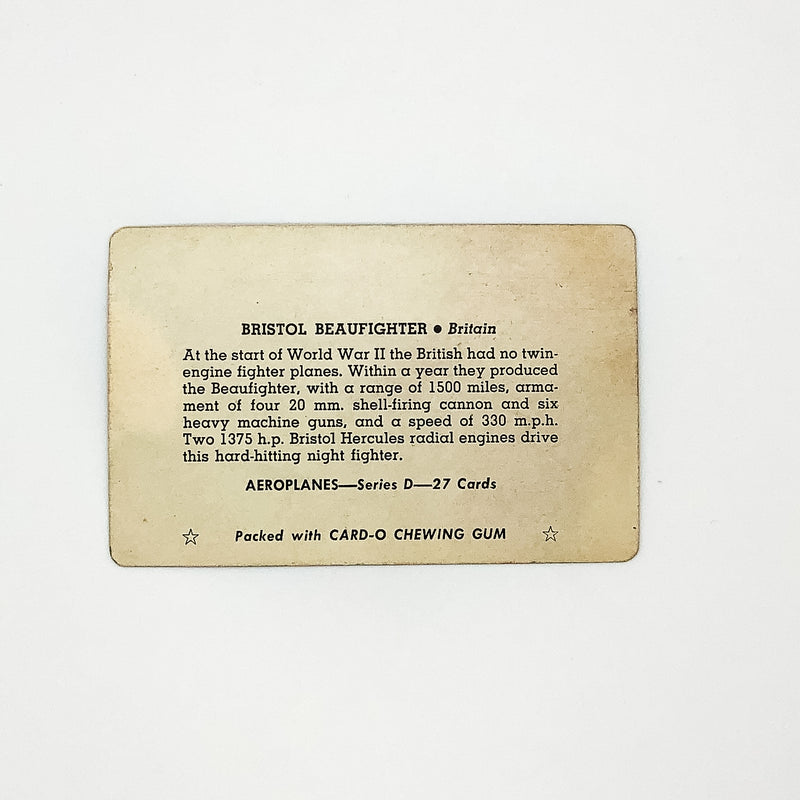 BRISTOL BEAUFIGHTER ● Britain
At the start of World War II the British had no twin-
engine fighter planes. Within a year they produced
the Beaufighter, with a range of 1500 miles, arma-
ment of four 20 mm. shell-firing cannon and six
heavy machine guns, and a speed of 330 m.p.h.
Two 1375 h.p. Bristol Hercules radial engines drive
this hard-hitting night fighter.
AEROPLANES—Series D—27 Cards
☆ Packed with CARD-O CHEWING GUM ☆